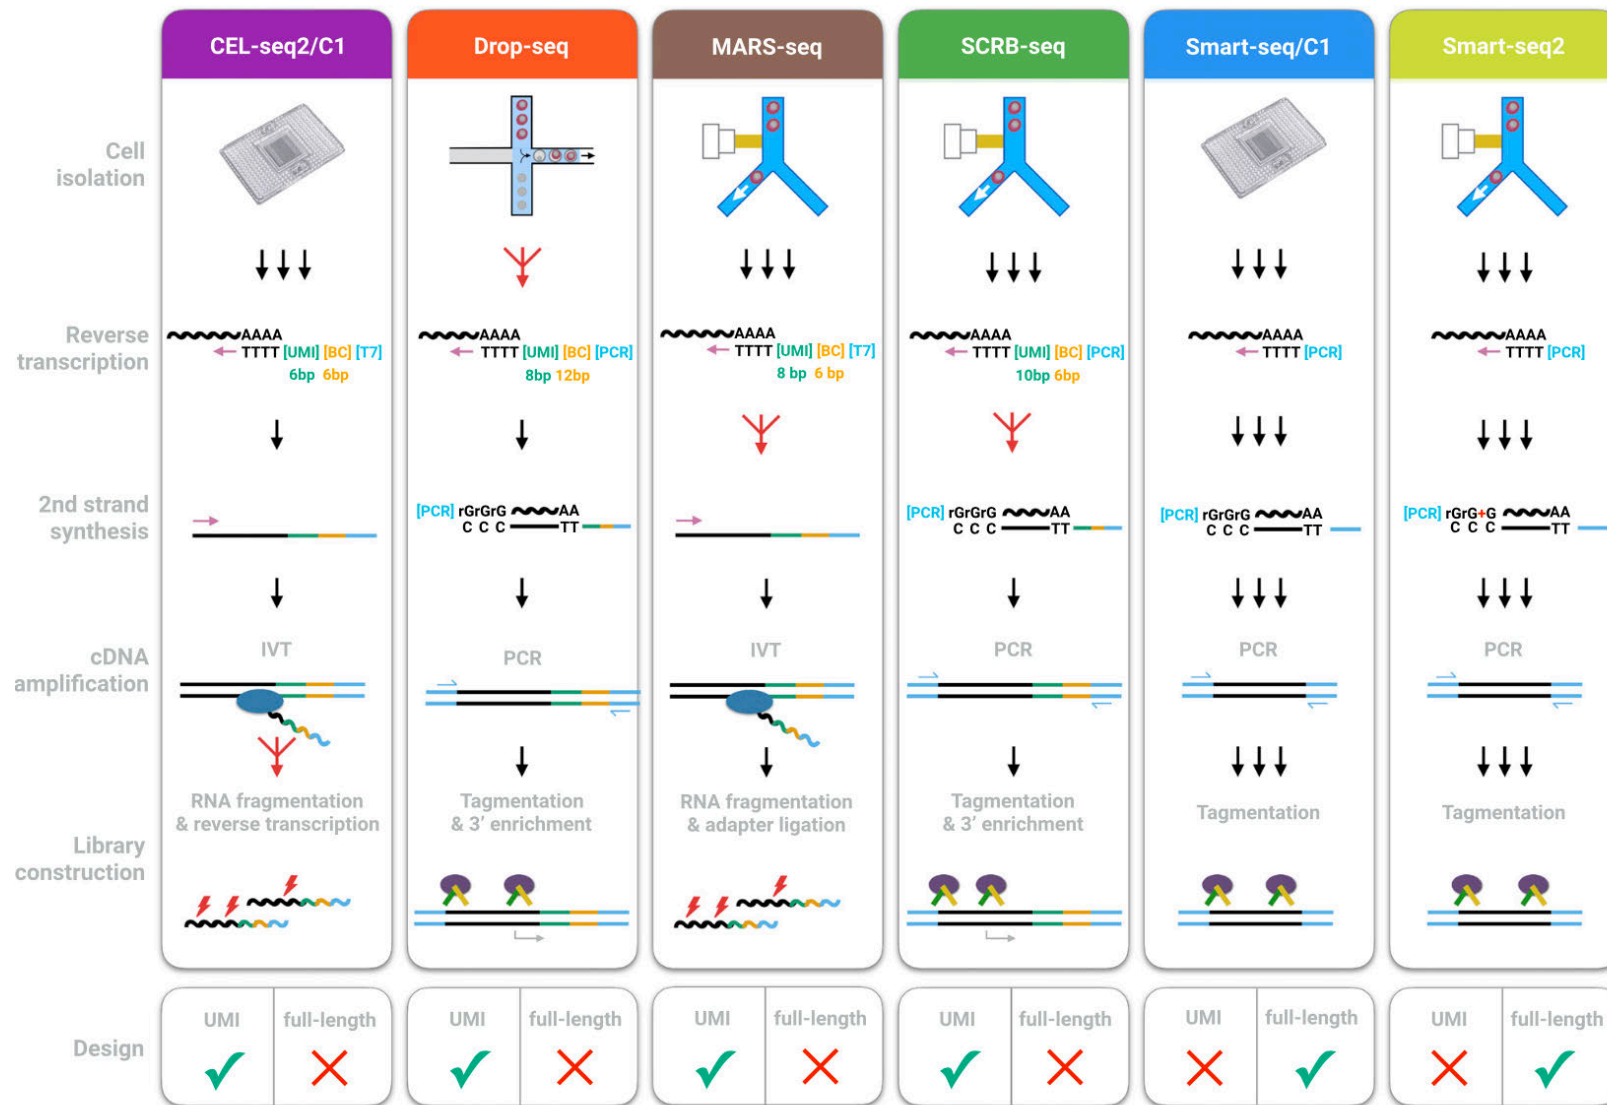 CEL-seq2/C1
Drop-seq
MARS-seq
SCRB-seq
Smart-seq/C1
Smart-seq2
Cell
isolation
Reverse
transcription
AAAA
TTTT [UMI] [BC] [T7]
6bp 6bp
AAAA
TTTT [UMI] [BC] [PCR]
8bp 12bp
AAAA
TTTT [UMI] [BC] [T7]
8 bp 6 bp
AAAA
TTTT [UMI] [BC] [PCR]
10bp 6bp
AAAA
TTTT [PCR]
AAAA
TTTT [PCR]
2nd strand
synthesis
[PCR] rGrGrG AA
C C C TT
[PCR] rGrGrG AA
C C C TT
[PCR] rGrGrG AA
C C C TT
[PCR] rGrG+G AA
C C C TT
cDNA
amplification
IVT
PCR
IVT
PCR
PCR
PCR
Library
construction
RNA fragmentation
& reverse transcription
Tagmentation
& 3’ enrichment
RNA fragmentation
& adapter ligation
Tagmentation
& 3’ enrichment
Tagmentation
Tagmentation
Design
UMI full-length
UMI full-length
UMI full-length
UMI full-length
UMI full-length
UMI full-length